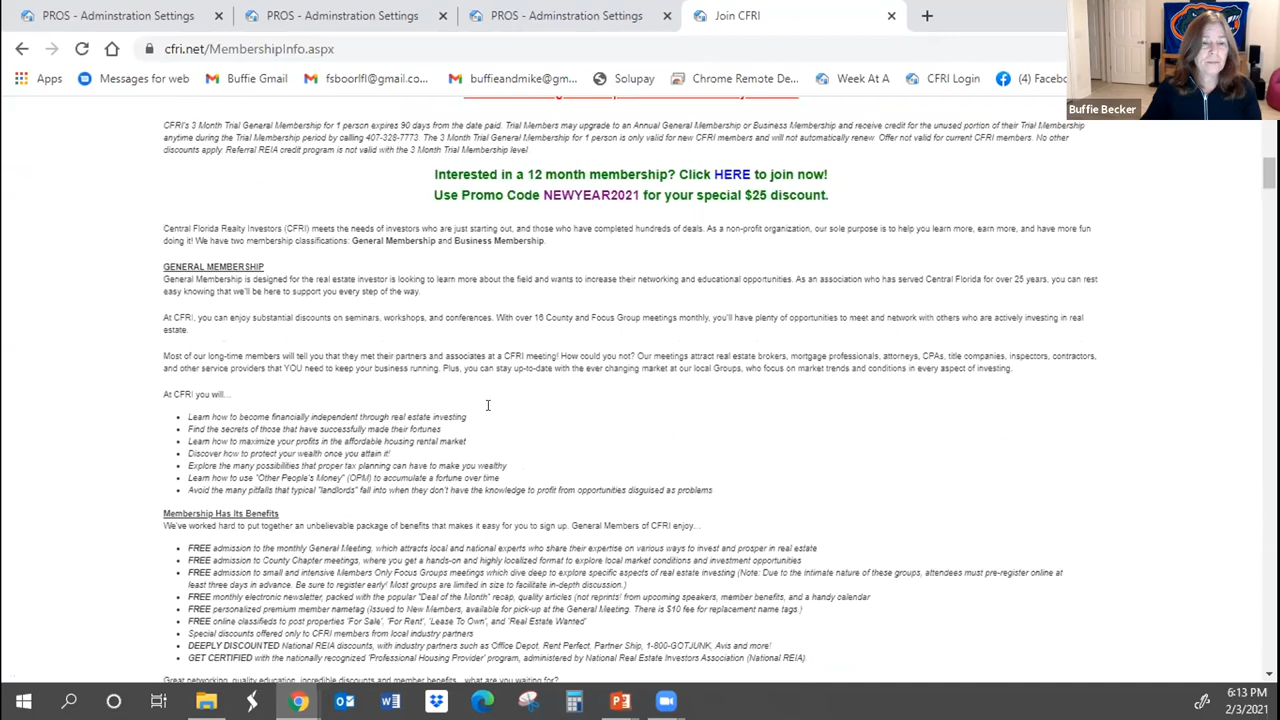 PROS - Adminstration Settings
PROS - Adminstration Settings
PROS - Adminstration Settings
Join CFRI
cfri.net/MembershipInfo.aspx
Apps
Messages for web
Buffie Gmail
fsboorlfl@gmail.co...
buffieandmike@gm...
Solupay
Chrome Remote De...
Week At A
CFRI Login
(4) Facebo
Buffie Becker
CFRI's 3 Month Trial General Membership for 1 person expires 90 days from the date paid. Trial Members may upgrade to an Annual General Membership or Business Membership and receive credit for the unused portion of their Trial Membership
anytime during the Trial Membership period by calling 407-328-7773. The 3 Month Trial General Membership for 1 person is only valid for new CFRI members and will not automatically renew. Offer not valid for current CFRI members. No other
discounts apply. Referral REIA credit program is not valid with the 3 Month Trial Membership level
Interested in a 12 month membership? Click HERE to join now!
Use Promo Code NEWYEAR2021 for your special $25 discount.
Central Florida Realty Investors (CFRI) meets the needs of investors who are just starting out, and those who have completed hundreds of deals. As a non-profit organization, our sole purpose is to help you learn more, earn more, and have more fun
doing it! We have two membership classifications: General Membership and Business Membership.
GENERAL MEMBERSHIP
General Membership is designed for the real estate investor is looking to learn more about the field and wants to increase their networking and educational opportunities. As an association who has served Central Florida for over 25 years, you can rest
easy knowing that we'll be here to support you every step of the way.
At CFRI, you can enjoy substantial discounts on seminars, workshops, and conferences. With over 16 County and Focus Group meetings monthly, you'll have plenty of opportunities to meet and network with others who are actively investing in real
estate.
Most of our long-time members will tell you that they met their partners and associates at a CFRI meeting! How could you not? Our meetings attract real estate brokers, mortgage professionals, attorneys, CPAs, title companies, inspectors, contractors,
and other service providers that YOU need to keep your business running. Plus, you can stay up-to-date with the ever changing market at our local Groups, who focus on market trends and conditions in every aspect of investing.
At CFRI you will...
• Learn how to become financially independent through real estate investing
• Find the secrets of those that have successfully made their fortunes
• Learn how to maximize your profits in the affordable housing rental market
• Discover how to protect your wealth once you attain it!
• Explore the many possibilities that proper tax planning can have to make you wealthy
• Learn how to use "Other People's Money" (OPM) to accumulate a fortune over time
• Avoid the many pitfalls that typical "landlords" fall into when they don't have the knowledge to profit from opportunities disguised as problems
Membership Has Its Benefits
We've worked hard to put together an unbelievable package of benefits that makes it easy for you to sign up. General Members of CFRI enjoy...
• FREE admission to the monthly General Meeting, which attracts local and national experts who share their expertise on various ways to invest and prosper in real estate
• FREE admission to County Chapter meetings, where you get a hands-on and highly localized format to explore local market conditions and investment opportunities
• FREE admission to small and intensive Members Only Focus Groups meetings which dive deep to explore specific aspects of real estate investing (Note: Due to the intimate nature of these groups, attendees must pre-register online at
least three days in advance. Be sure to register early! Most groups are limited in size to facilitate in-depth discussion.)
• FREE monthly electronic newsletter, packed with the popular "Deal of the Month" recap, quality articles (not reprints! from upcoming speakers, member benefits, and a handy calendar
• FREE personalized premium member nametag (Issued to New Members, available for pick-up at the General Meeting. There is $10 fee for replacement name tags.)
• FREE online classifieds to post properties 'For Sale', 'For Rent', 'Lease To Own', and 'Real Estate Wanted'
• Special discounts offered only to CFRI members from local industry partners
• DEEPLY DISCOUNTED National REIA discounts, with industry partners such as Office Depot, Rent Perfect, Partner Ship, 1-800-GOTJUNK, Avis and more!
• GET CERTIFIED with the nationally recognized 'Professional Housing Provider' program, administered by National Real Estate Investors Association (National REIA)
Great networking, quality education, incredible discounts and member benefits...what are you waiting for?
6:13 PM
2/3/2021